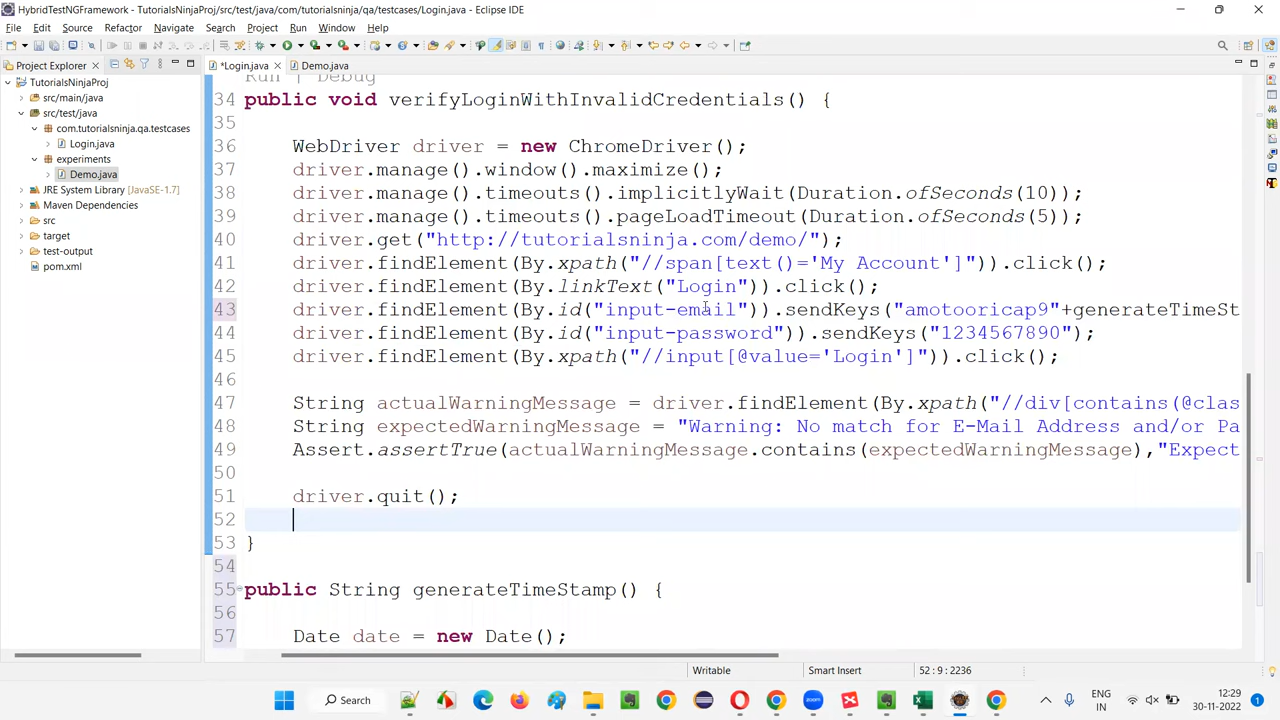 HybridTestNGFramework - TutorialsNinjaProj/src/test/java/com/tutorialsninja/qa/testcases/Login.java - Eclipse IDE
File Edit Source Refactor Navigate Search Project Run Window Help
Project Explorer
*Login.java
Demo.java
TutorialsNinjaProj
src/main/java
src/test/java
com.tutorialsninja.qa.testcases
Login.java
experiments
Demo.java
JRE System Library [JavaSE-1.7]
Maven Dependencies
src
target
test-output
pom.xml
Run | Debug
34 public void verifyLoginWithInvalidCredentials() {
35
36 WebDriver driver = new ChromeDriver();
37 driver.manage().window().maximize();
38 driver.manage().timeouts().implicitlyWait(Duration.ofSeconds(10));
39 driver.manage().timeouts().pageLoadTimeout(Duration.ofSeconds(5));
40 driver.get("http://tutorialsninja.com/demo/");
41 driver.findElement(By.xpath("//span[text()='My Account']")).click();
42 driver.findElement(By.linkText("Login")).click();
43 driver.findElement(By.id("input-email")).sendKeys("amotooricap9"+generateTimeSt
44 driver.findElement(By.id("input-password")).sendKeys("1234567890");
45 driver.findElement(By.xpath("//input[@value='Login']")).click();
46
47 String actualWarningMessage = driver.findElement(By.xpath("//div[contains(@clas
48 String expectedWarningMessage = "Warning: No match for E-Mail Address and/or Pa
49 Assert.assertTrue(actualWarningMessage.contains(expectedWarningMessage),"Expect
50
51 driver.quit();
52
53 }
54
55 public String generateTimeStamp() {
56
57 Date date = new Date();
Writable Smart Insert 52 : 9 : 2236
Search
ENG
IN
12:29
30-11-2022
1